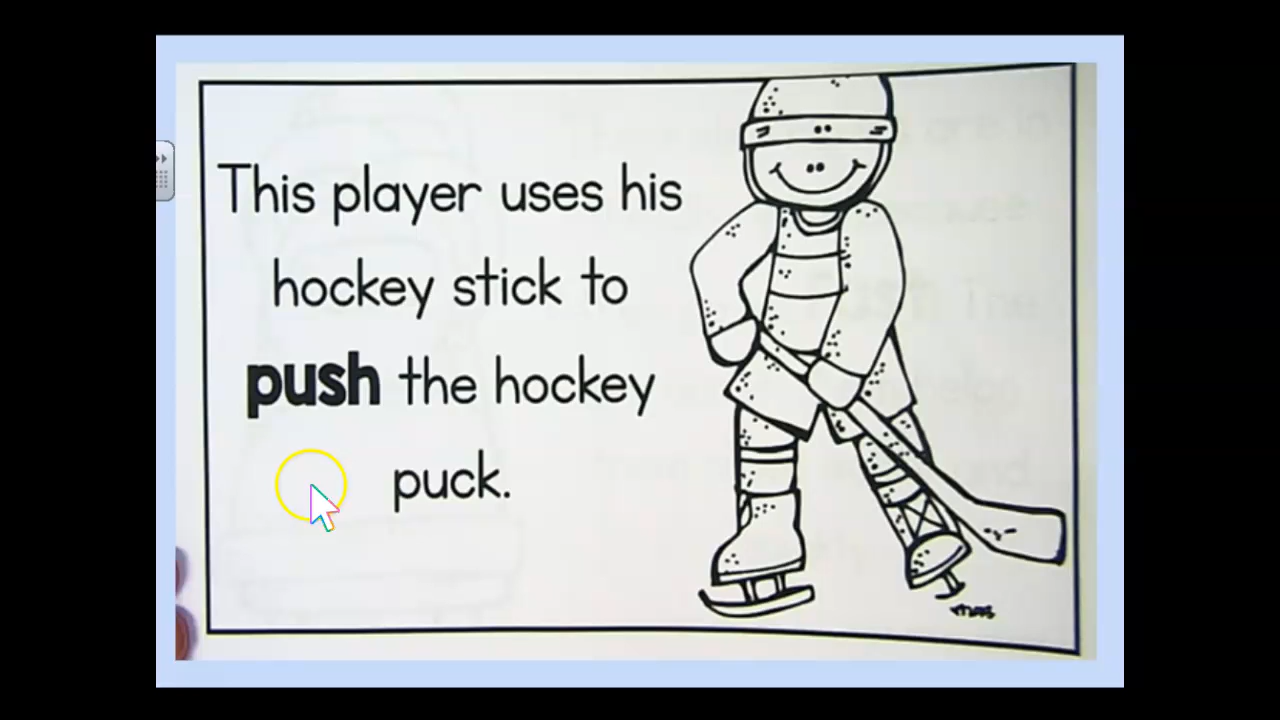 This player uses his
hockey stick to
push the hockey
puck.